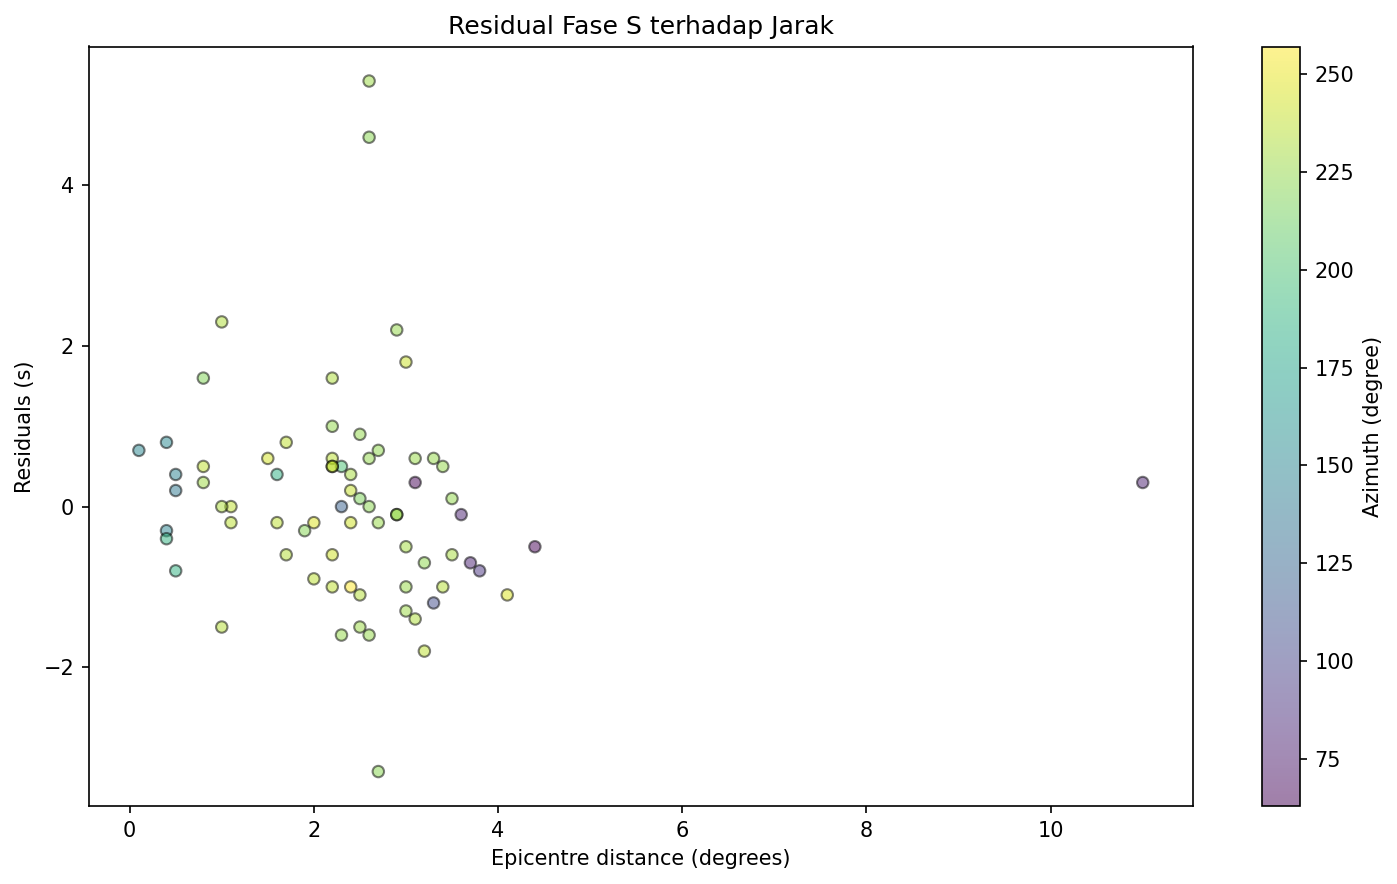 Residual Fase S terhadap Jarak
Residuals (s)
4
2
0
−2
0 2 4 6 8 10
Epicentre distance (degrees)
250
225
200
175
150
125
100
75
Azimuth (degree)